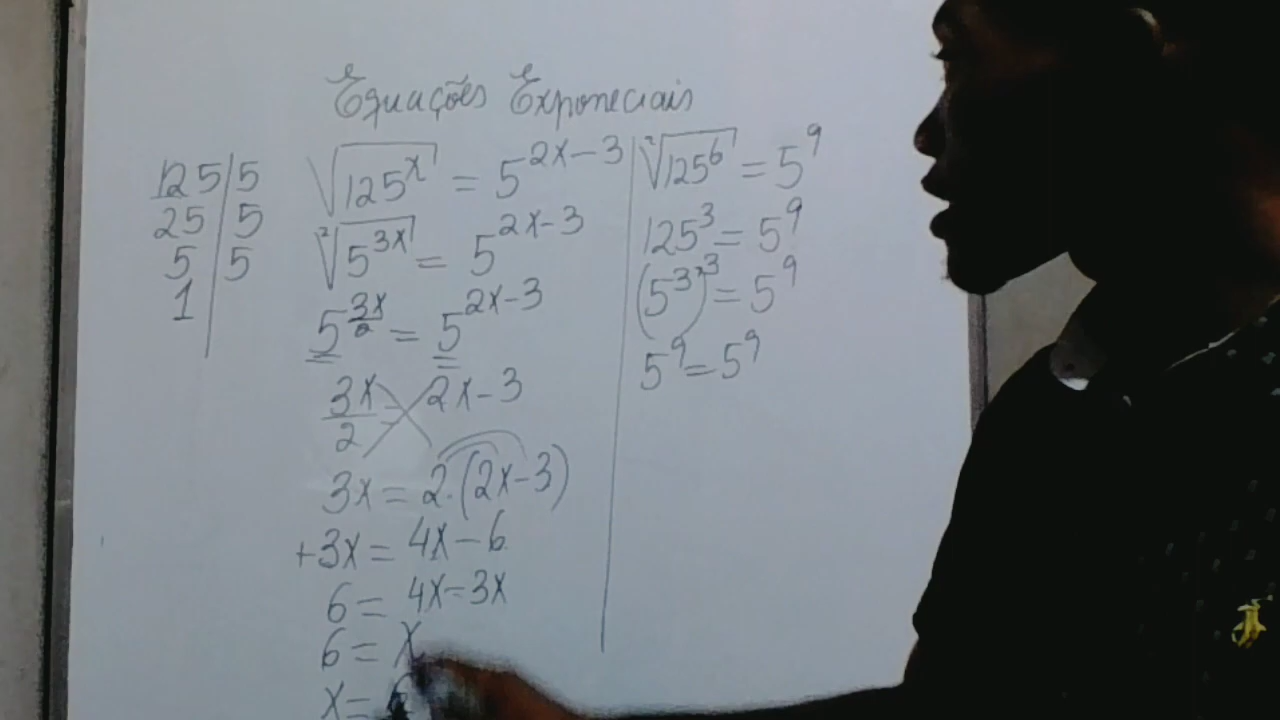 Equações Exponeciais
125 | 5
25 | 5
5 | 5
1 |
√125^x = 5^(2x-3)
²√5^(3x) = 5^(2x-3)
5^(3x/2) = 5^(2x-3)
3x/2 = 2x-3
3x = 2.(2x-3)
+3x = 4x-6
6 = 4x-3x
6 = x
x = 6
²√125^6 = 5^9
125^3 = 5^9
(5^3)^3 = 5^9
5^9 = 5^9